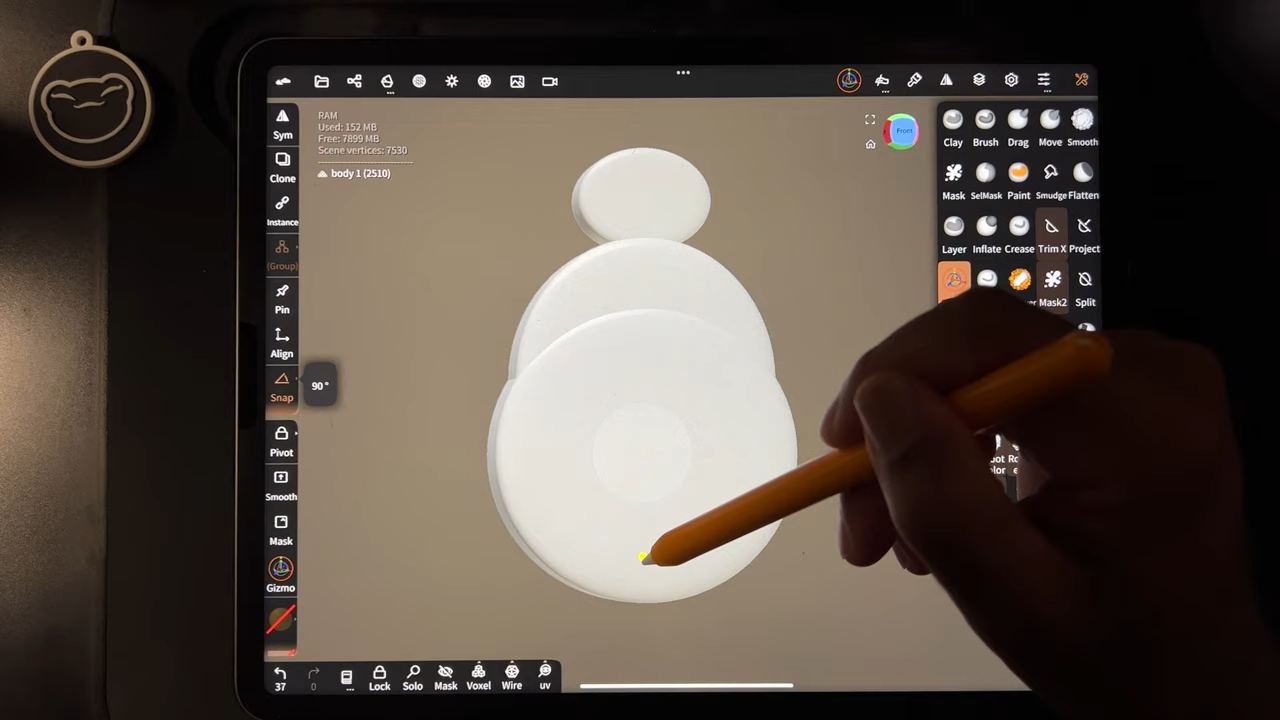 RAM
Used: 152 MB
Free: 7899 MB
Scene vertices: 7530
body 1 (2510)
Front
Sym
Clone
Instance
(Group)
Pin
Align
Snap
90°
Pivot
Smooth
Mask
Gizmo
Clay Brush Drag Move Smooth
Mask SelMask Paint Smudge Flatten
Layer Inflate Crease Trim X Project
Mask2 Split
37 0 Lock Solo Mask Voxel Wire uv